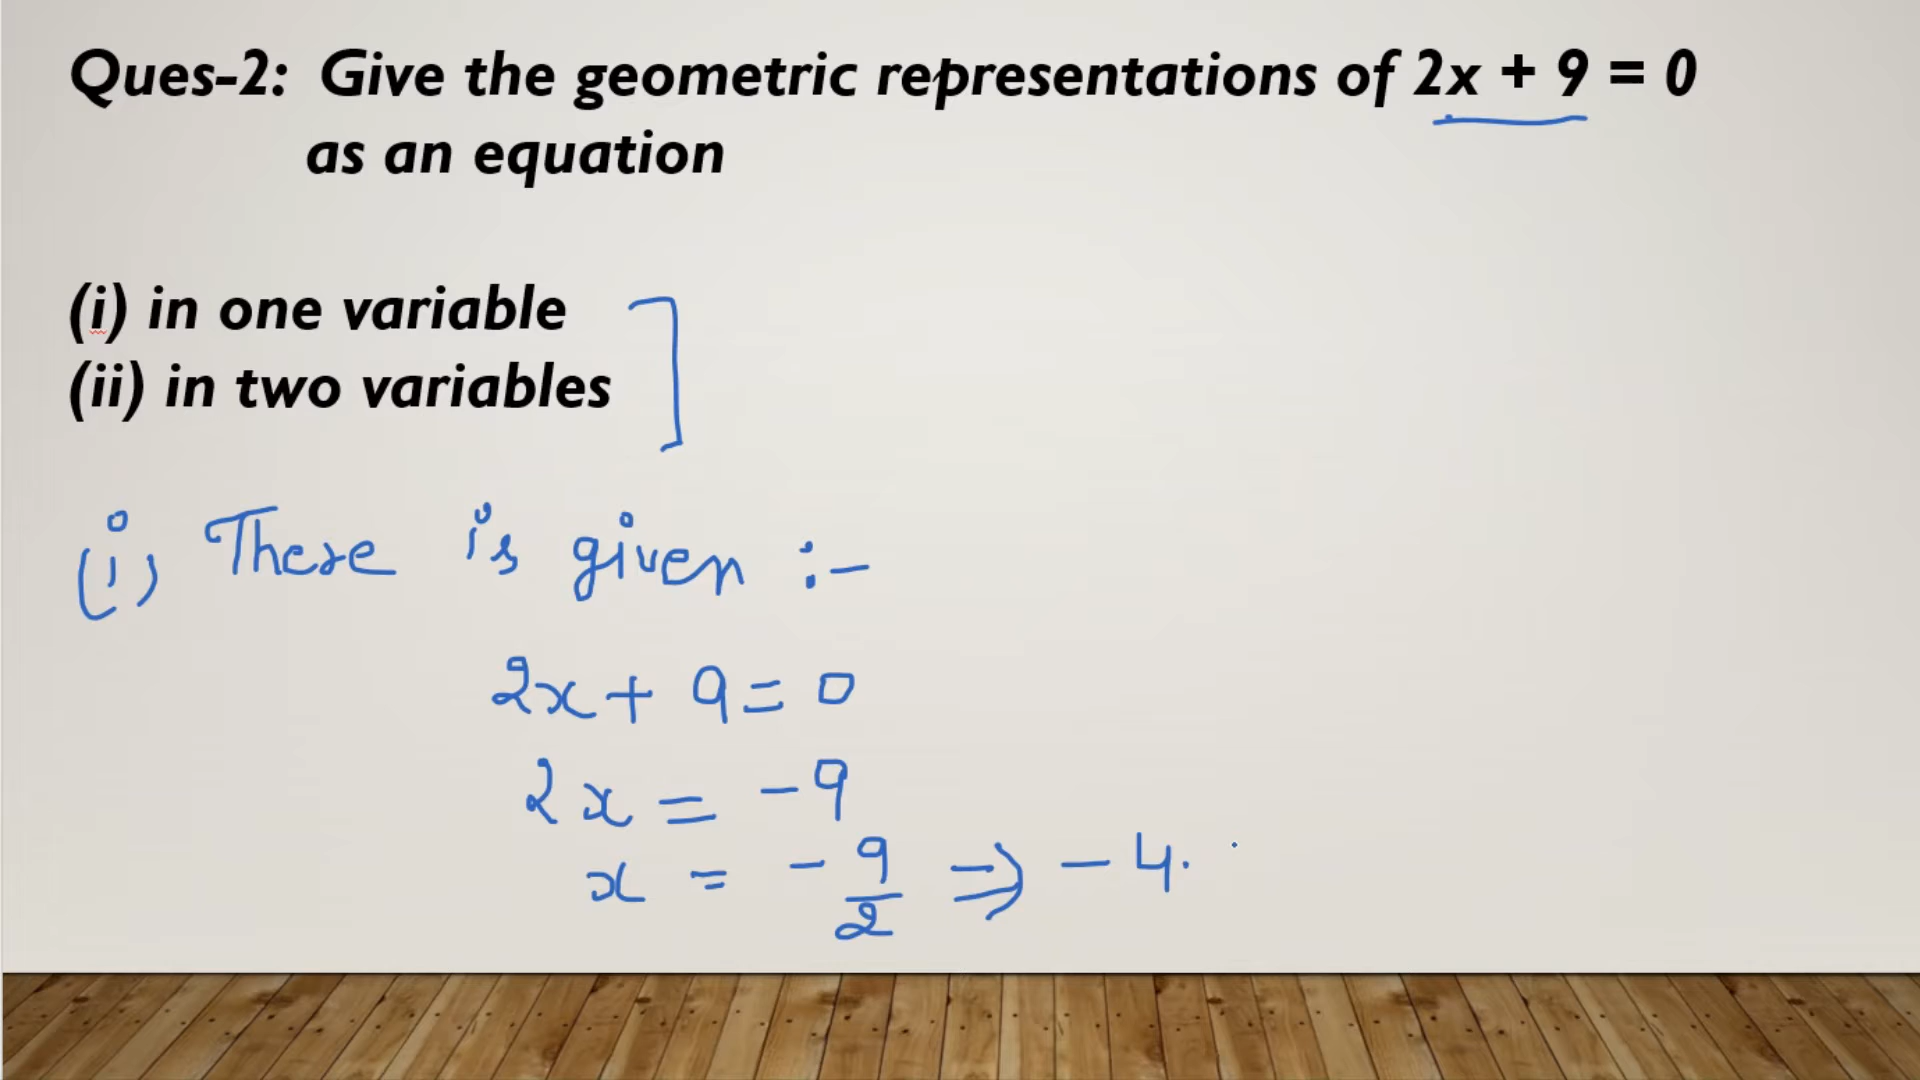 Ques-2: Give the geometric representations of 2x + 9 = 0
as an equation
(i) in one variable
(ii) in two variables
(i) There is given :-
2x + 9 = 0
2x = -9
x = -9/2 ⇒ -4.